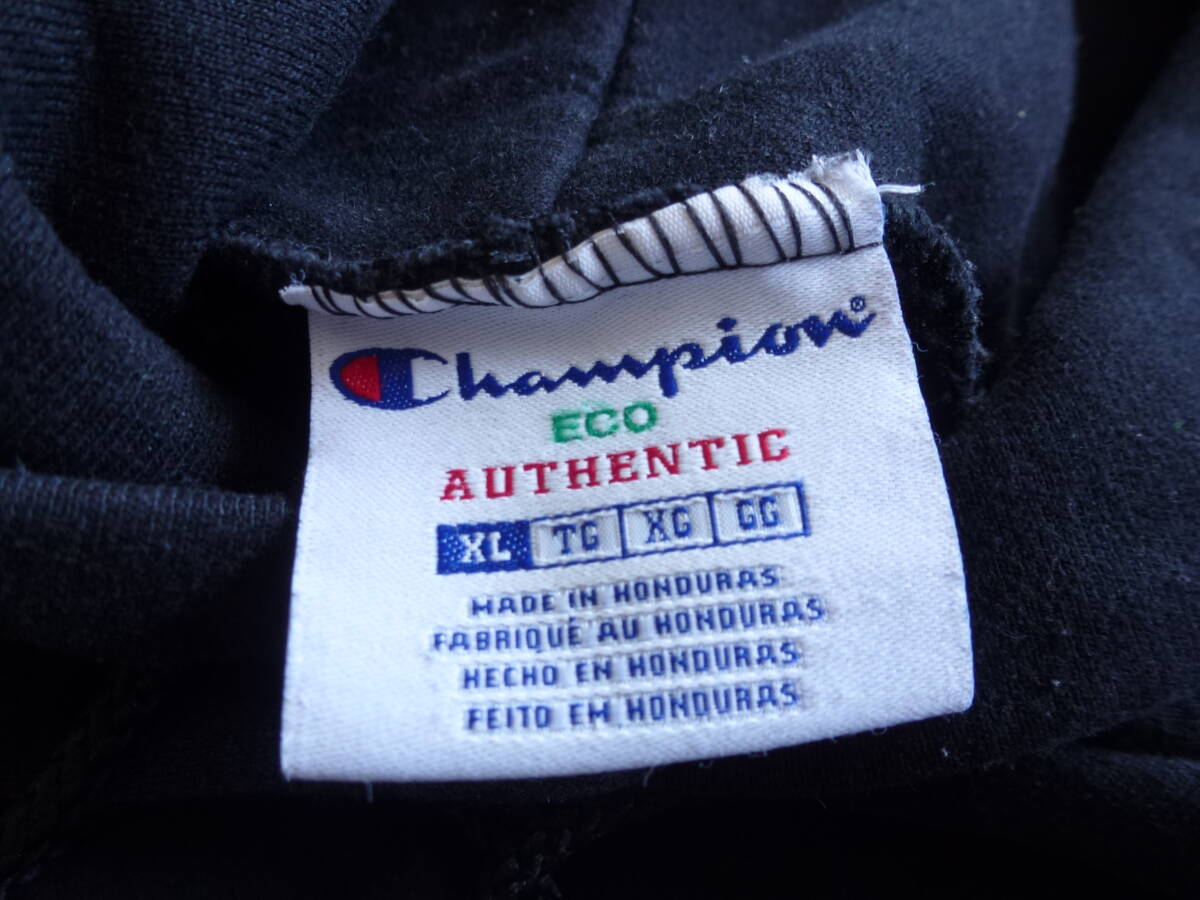 Champion®
ECO
AUTHENTIC
XL TG XG GG
MADE IN HONDURAS
FABRIQUÉ AU HONDURAS
HECHO EN HONDURAS
FEITO EM HONDURAS